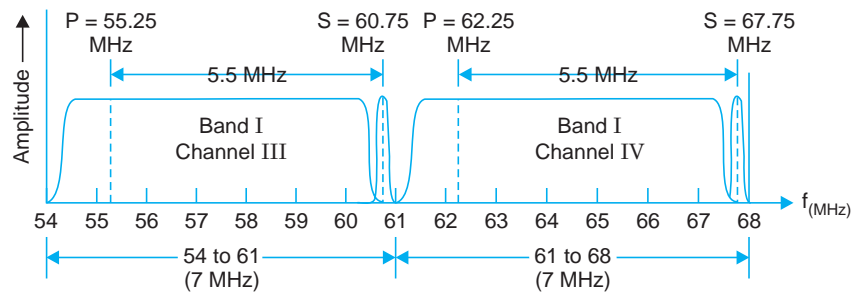 P = 55.25
MHz
S = 60.75
MHz
P = 62.25
MHz
S = 67.75
MHz
Amplitude
5.5 MHz
5.5 MHz
Band I
Channel III
Band I
Channel IV
54 55 56 57 58 59 60 61 62 63 64 65 66 67 68
f(MHz)
54 to 61
(7 MHz)
61 to 68
(7 MHz)